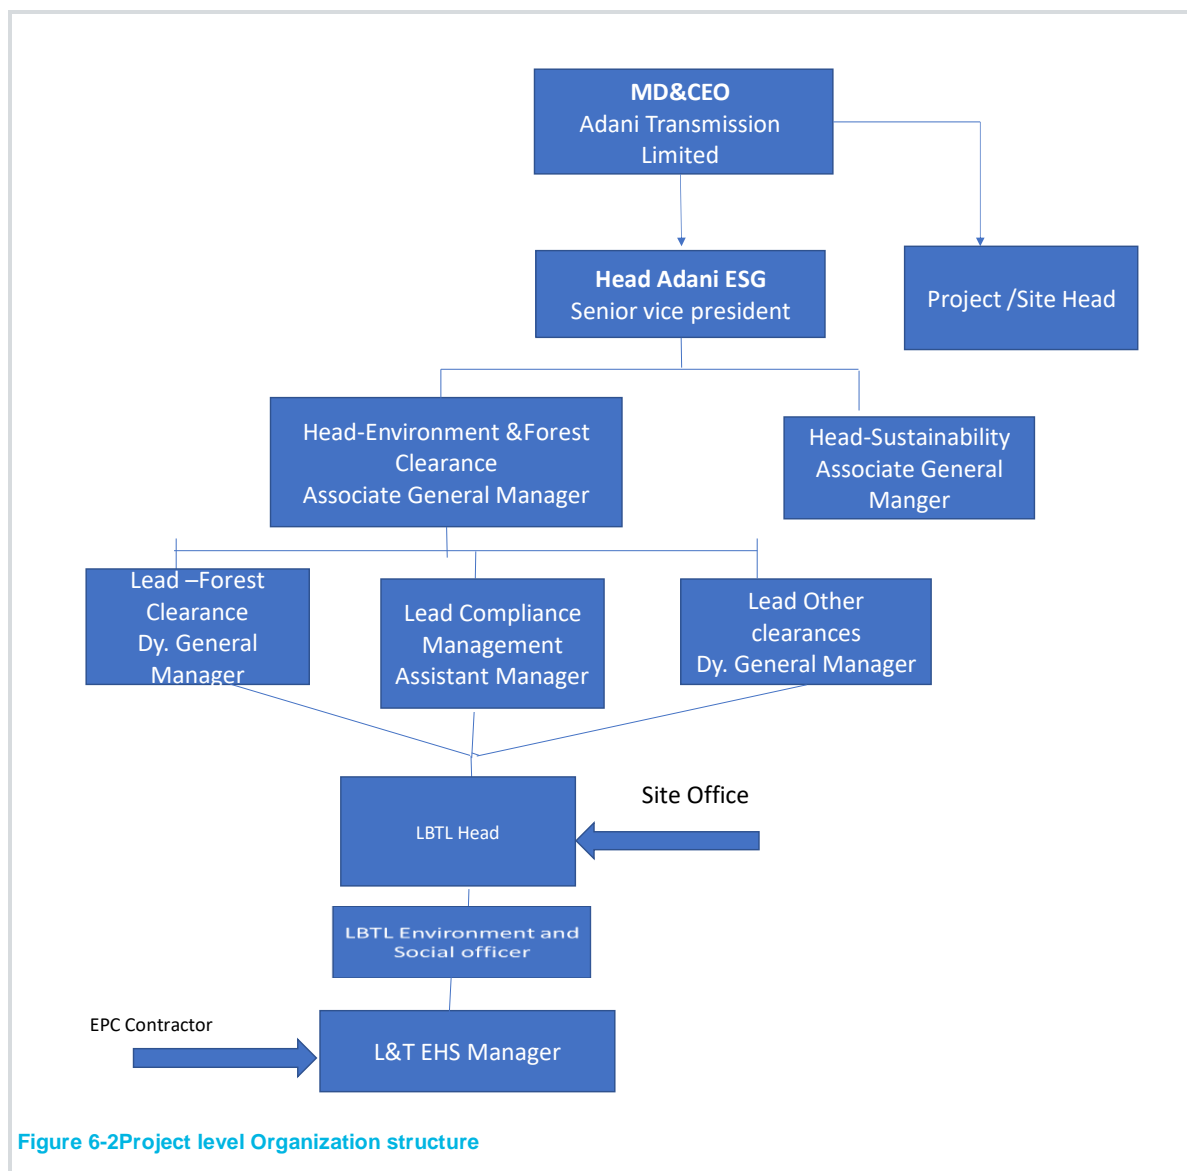 MD&CEO
Adani Transmission
Limited
Head Adani ESG
Senior vice president
Project /Site Head
Head-Environment &Forest
Clearance
Associate General Manager
Head-Sustainability
Associate General
Manger
Lead –Forest
Clearance
Dy. General
Manager
Lead Compliance
Management
Assistant Manager
Lead Other
clearances
Dy. General Manager
LBTL Head
Site Office
LBTL Environment and
Social officer
EPC Contractor
L&T EHS Manager
Figure 6-2Project level Organization structure